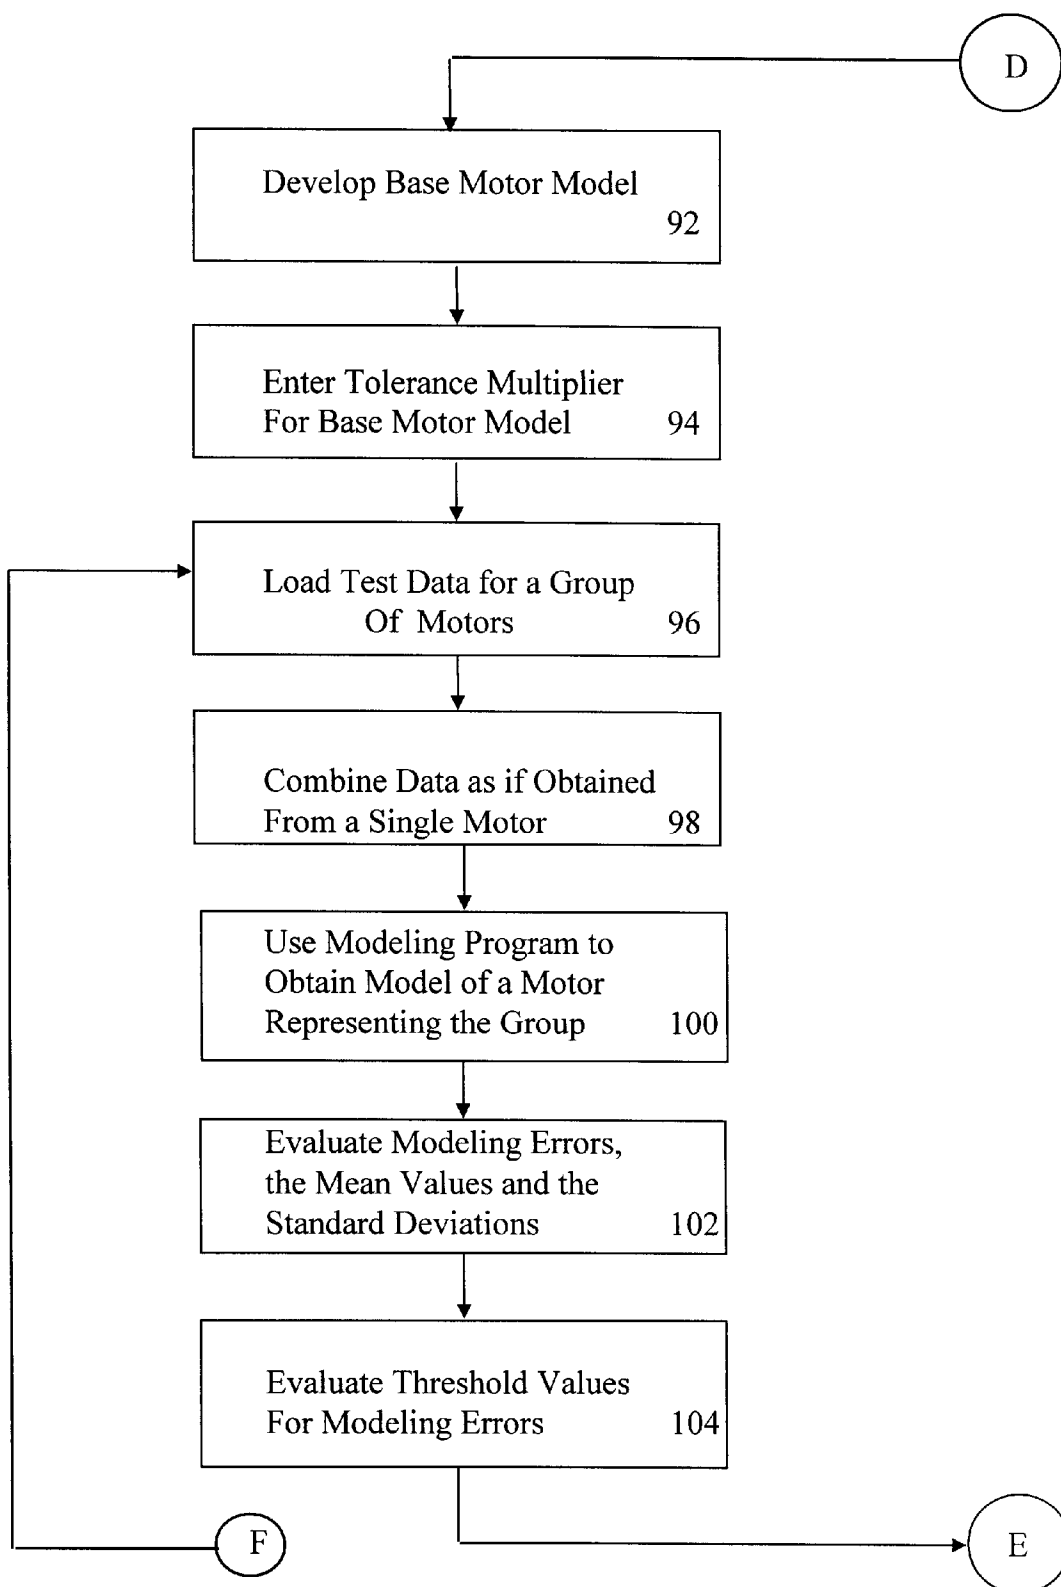 D
Develop Base Motor Model
92
Enter Tolerance Multiplier
For Base Motor Model 94
Load Test Data for a Group
Of Motors 96
Combine Data as if Obtained
From a Single Motor 98
Use Modeling Program to
Obtain Model of a Motor
Representing the Group 100
Evaluate Modeling Errors,
the Mean Values and the
Standard Deviations 102
Evaluate Threshold Values
For Modeling Errors 104
F
E